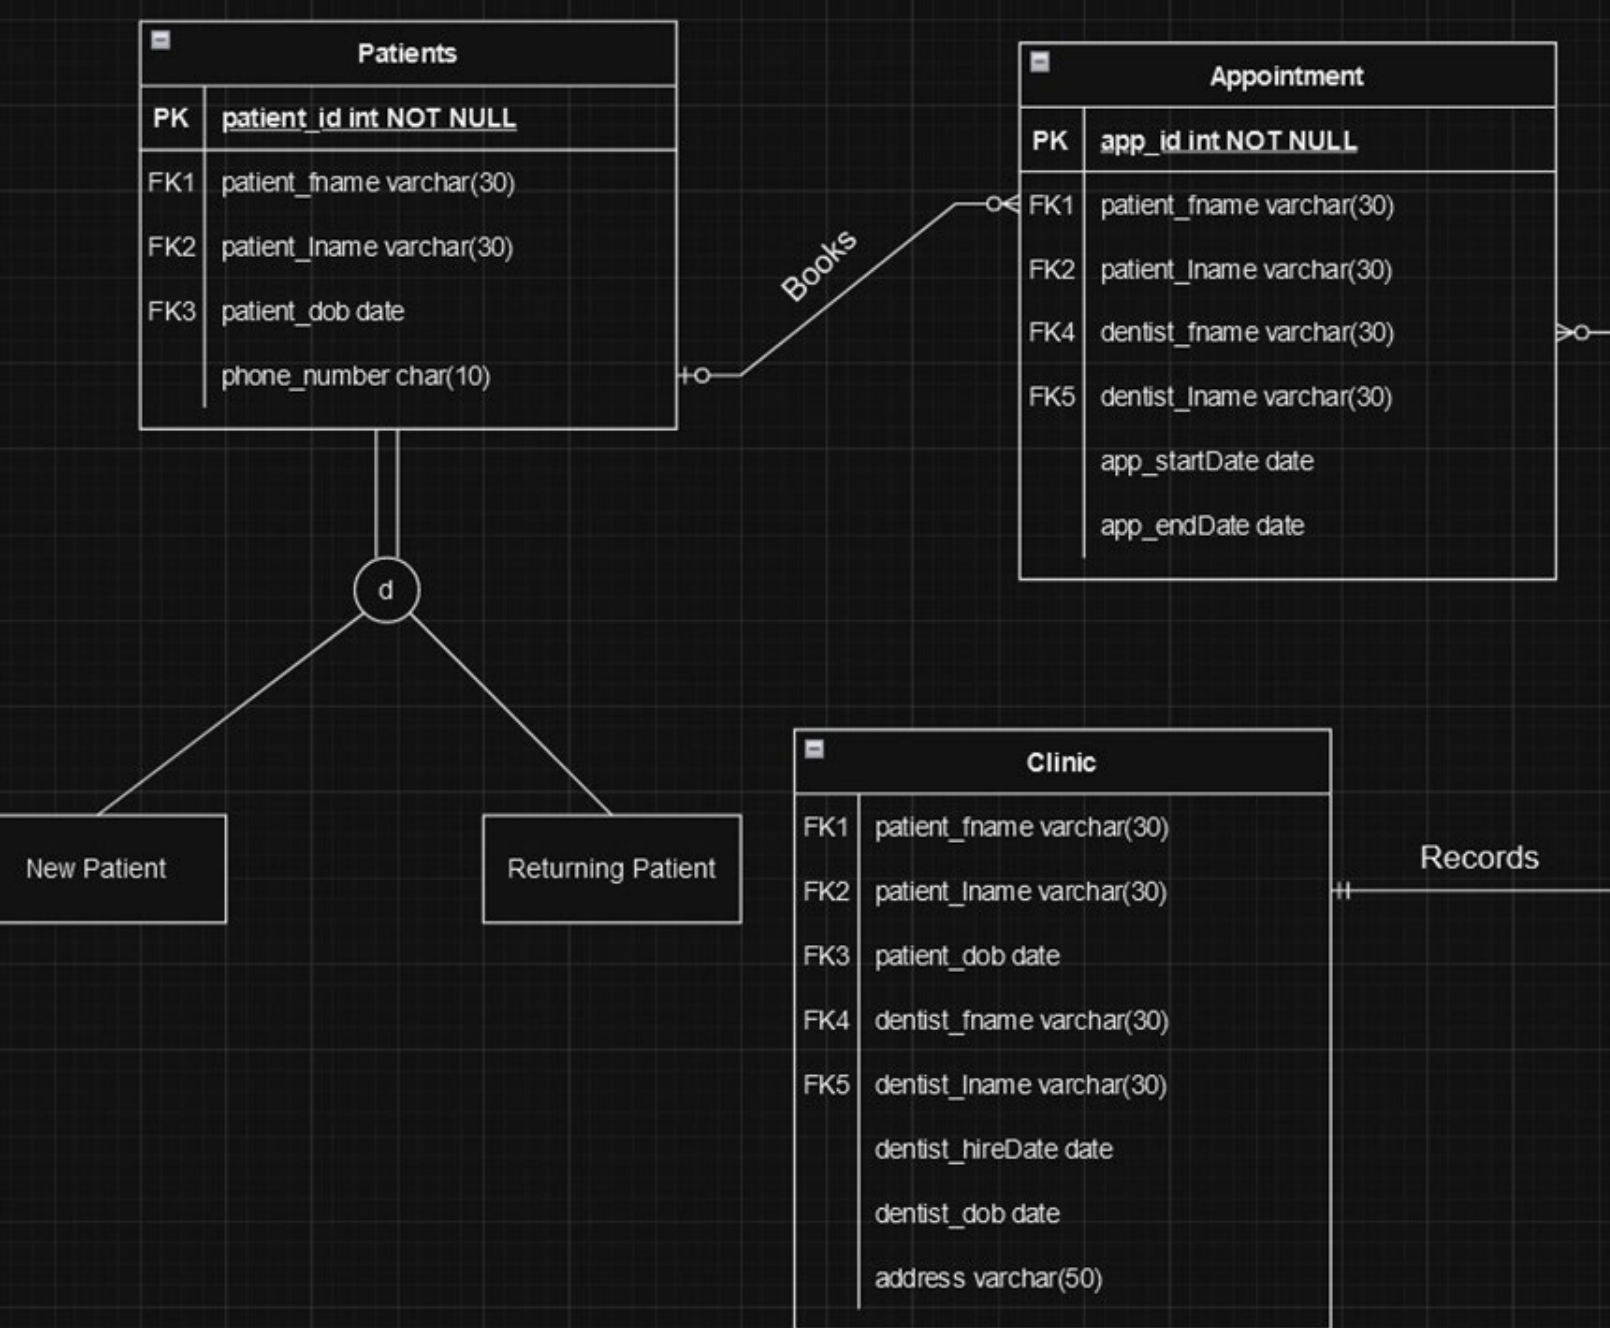 Patients
PK patient_id int NOT NULL
FK1 patient_fname varchar(30)
FK2 patient_lname varchar(30)
FK3 patient_dob date
phone_number char(10)
Books
Appointment
PK app_id int NOT NULL
FK1 patient_fname varchar(30)
FK2 patient_lname varchar(30)
FK4 dentist_fname varchar(30)
FK5 dentist_lname varchar(30)
app_startDate date
app_endDate date
d
New Patient
Returning Patient
Clinic
FK1 patient_fname varchar(30)
FK2 patient_lname varchar(30)
FK3 patient_dob date
FK4 dentist_fname varchar(30)
FK5 dentist_lname varchar(30)
dentist_hireDate date
dentist_dob date
address varchar(50)
Records